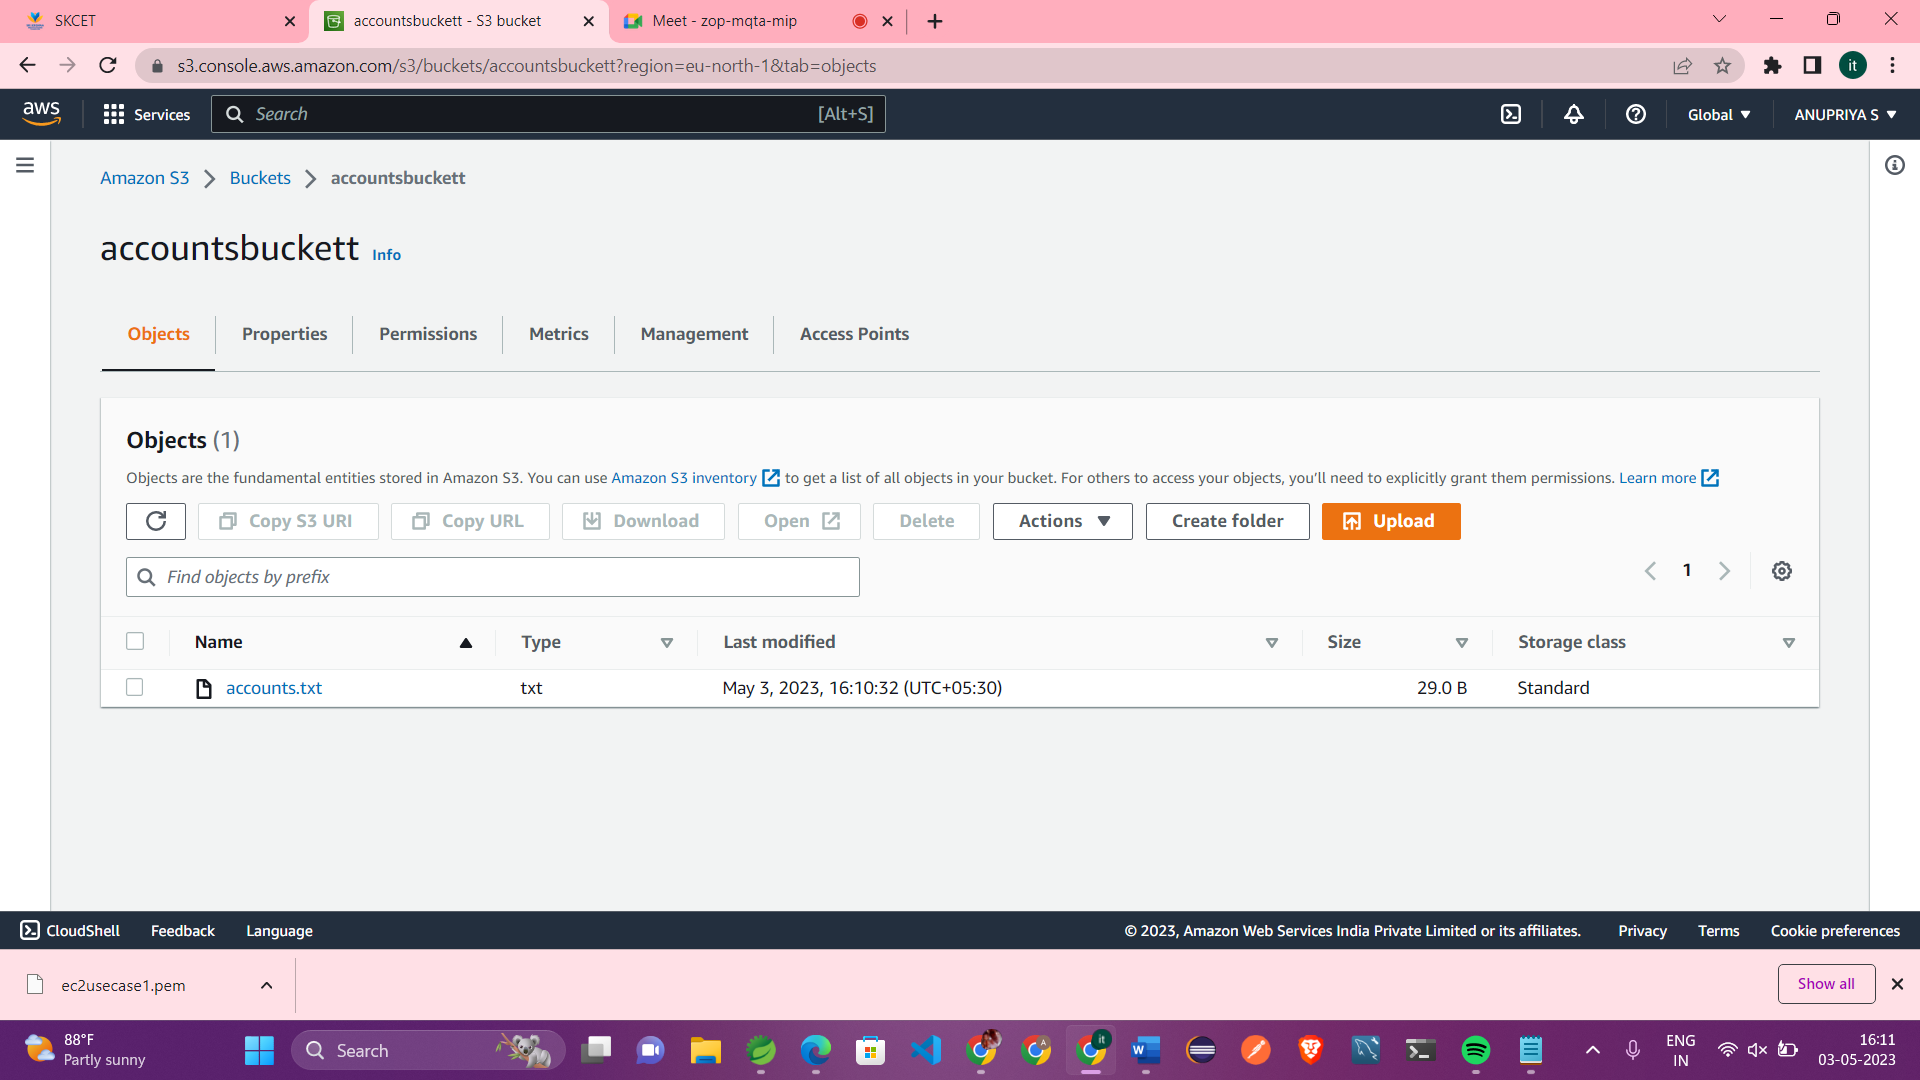 SKCET
accountsbuckett - S3 bucket
Meet - zop-mqta-mip
s3.console.aws.amazon.com/s3/buckets/accountsbuckett?region=eu-north-1&tab=objects
it
aws
Services
Search
[Alt+S]
Global
ANUPRIYA S
Amazon S3
Buckets
accountsbuckett
accountsbuckett Info
Objects
Properties
Permissions
Metrics
Management
Access Points
Objects (1)
Objects are the fundamental entities stored in Amazon S3. You can use Amazon S3 inventory to get a list of all objects in your bucket. For others to access your objects, you’ll need to explicitly grant them permissions. Learn more
Copy S3 URI
Copy URL
Download
Open
Delete
Actions
Create folder
Upload
Find objects by prefix
1
Name
Type
Last modified
Size
Storage class
accounts.txt
txt
May 3, 2023, 16:10:32 (UTC+05:30)
29.0 B
Standard
CloudShell
Feedback
Language
© 2023, Amazon Web Services India Private Limited or its affiliates.
Privacy
Terms
Cookie preferences
ec2usecase1.pem
Show all
88°F
Partly sunny
Search
A
it
W
ENG
IN
16:11
03-05-2023